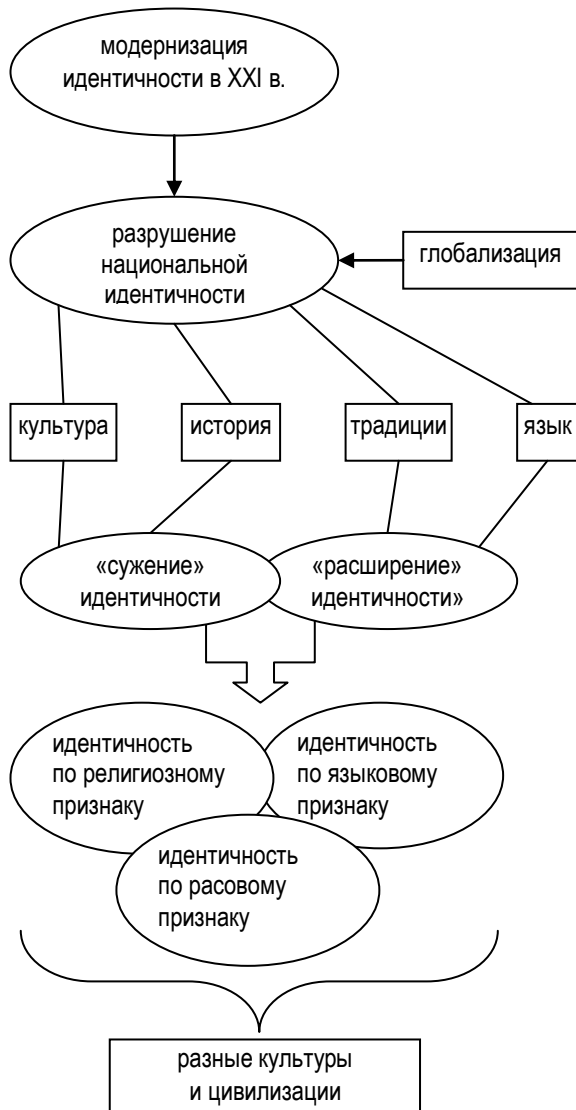 модернизация
идентичности в XXI в.
разрушение
национальной
идентичности
глобализация
культура
история
традиции
язык
«сужение»
идентичности
«расширение»
идентичности»
идентичность
по религиозному
признаку
идентичность
по языковому
признаку
идентичность
по расовому
признаку
разные культуры
и цивилизации